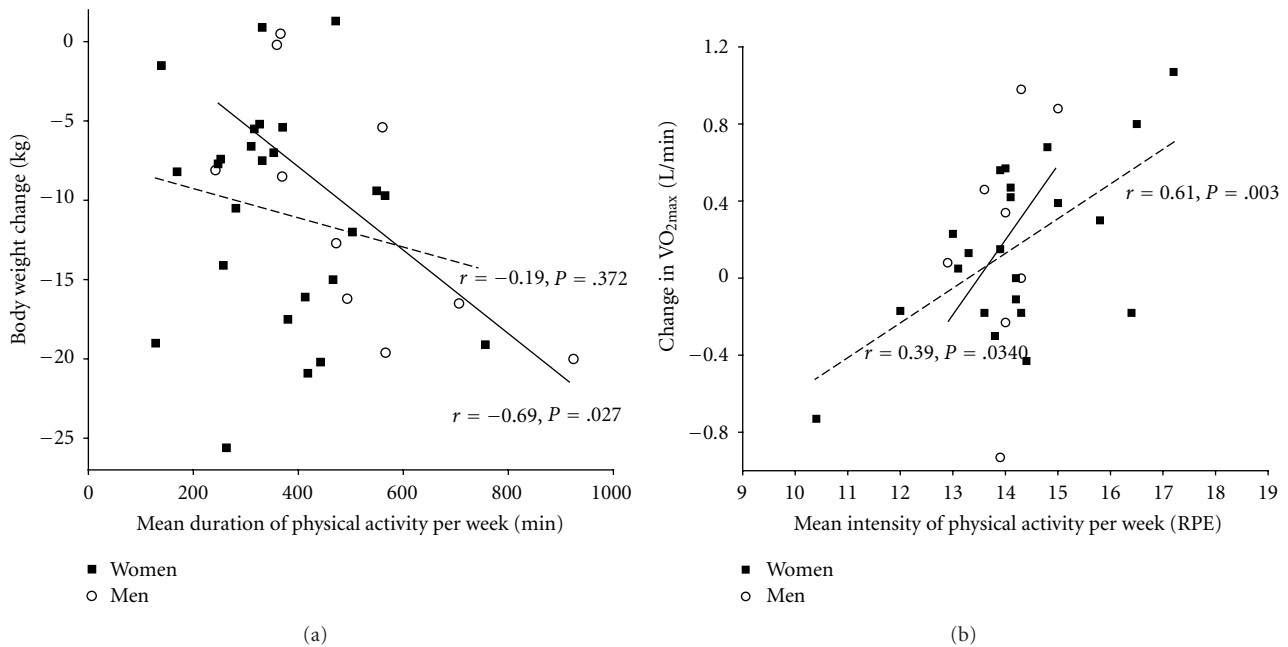 0
−5
−10
−15
−20
−25
Body weight change (kg)
r = −0.19, P = .372
r = −0.69, P = .027
0 200 400 600 800 1000
Mean duration of physical activity per week (min)
Women
Men
(a)
1.2
0.8
0.4
0
−0.4
−0.8
Change in VO2max (L/min)
r = 0.61, P = .003
r = 0.39, P = .0340
9 10 11 12 13 14 15 16 17 18 19
Mean intensity of physical activity per week (RPE)
Women
Men
(b)